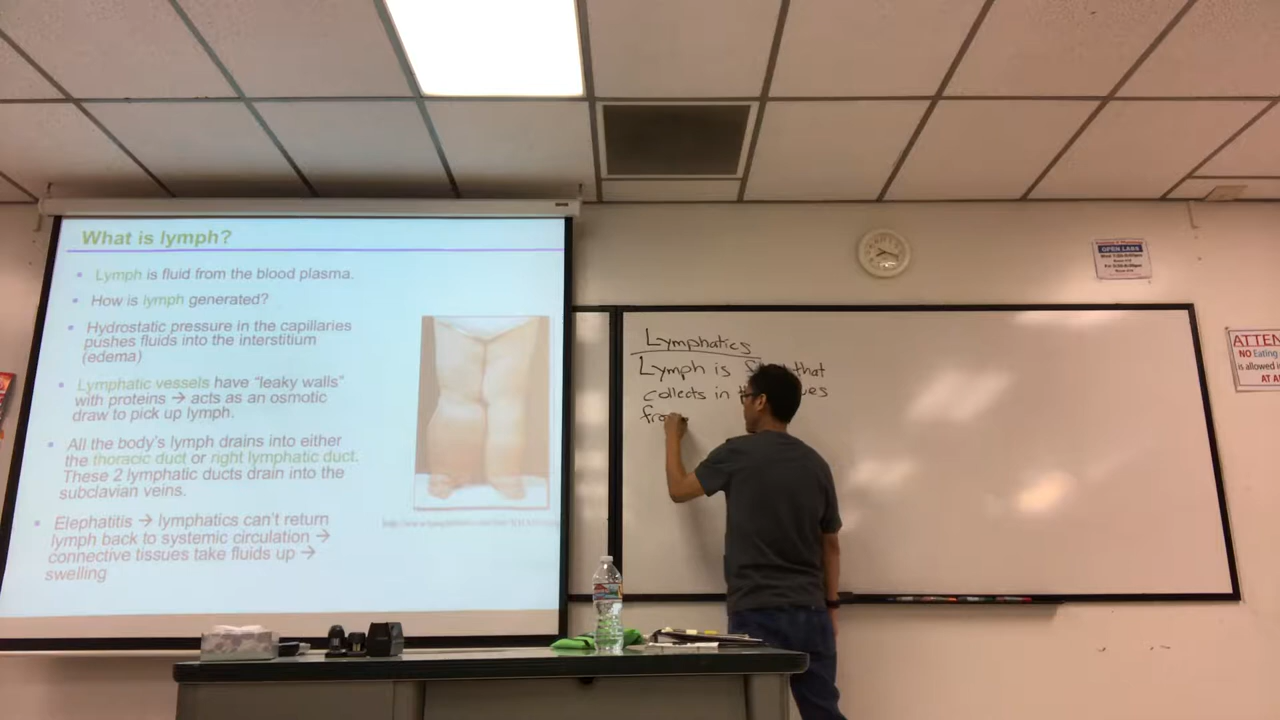 What is lymph?
Lymph is fluid from the blood plasma.
How is lymph generated?
Hydrostatic pressure in the capillaries
pushes fluids into the interstitium
(edema)
Lymphatic vessels have "leaky walls"
with proteins → acts as an osmotic
draw to pick up lymph.
All the body's lymph drains into either
the thoracic duct or right lymphatic duct.
These 2 lymphatic ducts drain into the
subclavian veins.
Elephatitis → lymphatics can't return
lymph back to systemic circulation →
connective tissues take fluids up →
swelling
Lymphatics
Lymph is that
collects in
OPEN LABS
ATTEN
NO Eating
is allowed i
AT A